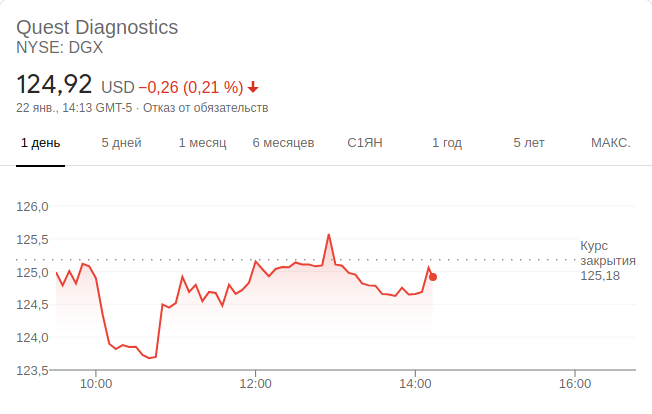 Quest Diagnostics
NYSE: DGX
124,92 USD −0,26 (0,21 %)
22 янв., 14:13 GMT-5 · Отказ от обязательств
1 день 5 дней 1 месяц 6 месяцев С1ЯН 1 год 5 лет МАКС.
126,0
125,5
Курс
закрытия
125,18
125,0
124,5
124,0
123,5
10:00 12:00 14:00 16:00